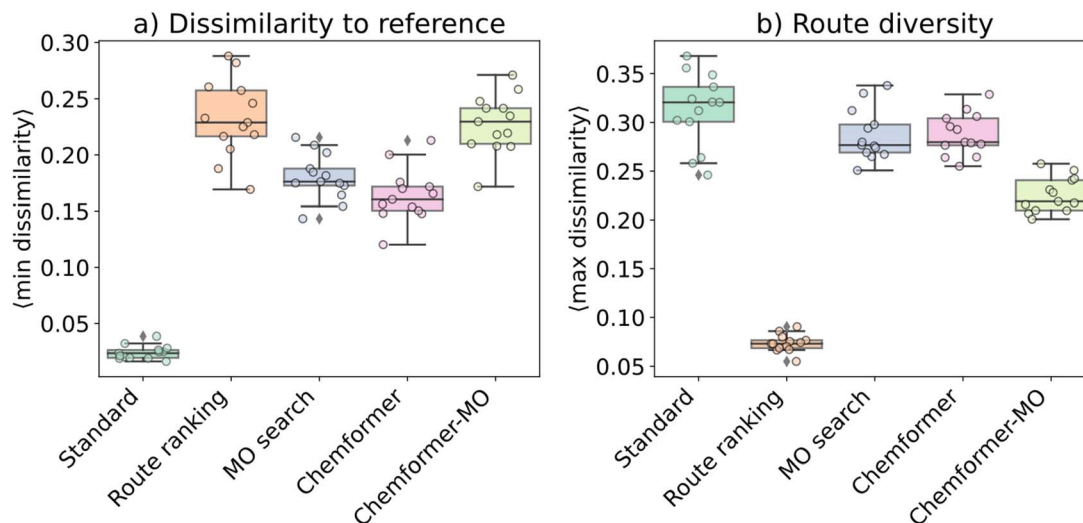 a) Dissimilarity to reference
⟨min dissimilarity⟩
0.30
0.25
0.20
0.15
0.10
0.05
Standard
Route ranking
MO search
Chemformer
Chemformer-MO
b) Route diversity
⟨max dissimilarity⟩
0.35
0.30
0.25
0.20
0.15
0.10
0.05
Standard
Route ranking
MO search
Chemformer
Chemformer-MO